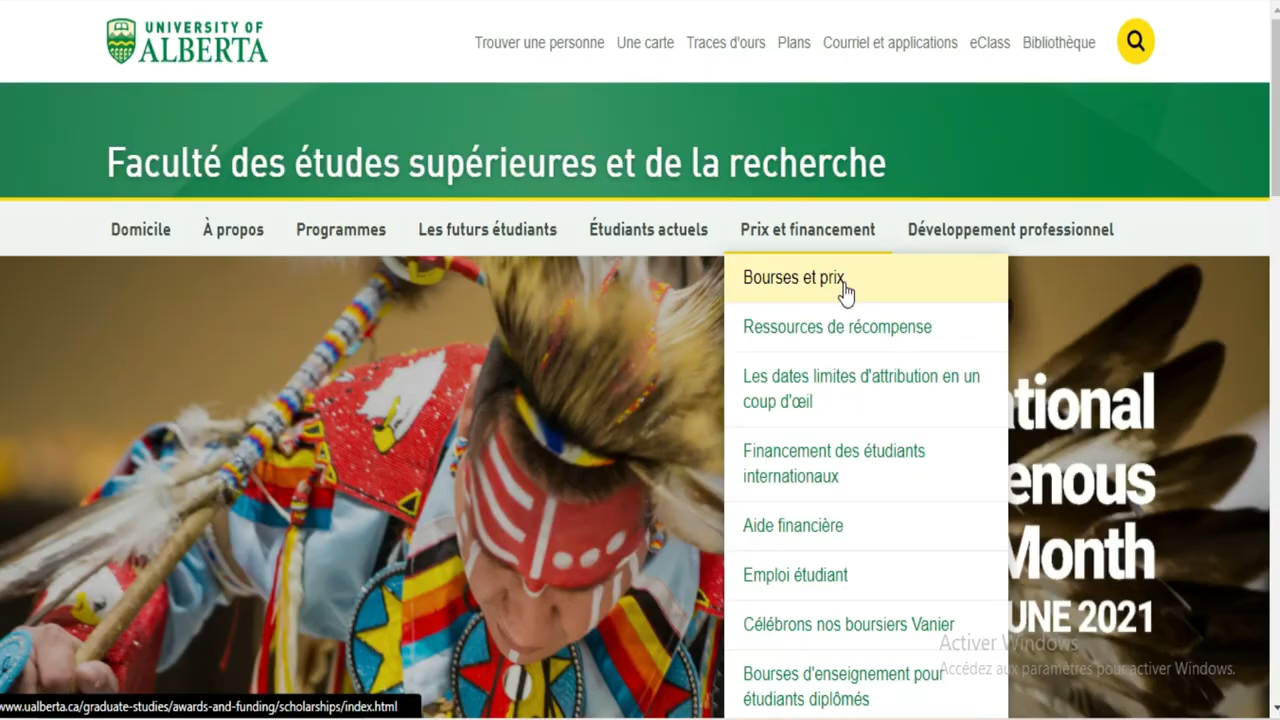 UNIVERSITY OF
ALBERTA
Trouver une personne Une carte Traces d'ours Plans Courriel et applications eClass Bibliothèque
Faculté des études supérieures et de la recherche
Domicile À propos Programmes Les futurs étudiants Étudiants actuels Prix et financement Développement professionnel
Bourses et prix
Ressources de récompense
Les dates limites d'attribution en un
coup d'œil
Financement des étudiants
internationaux
Aide financière
Emploi étudiant
Célébrons nos boursiers Vanier
Bourses d'enseignement pour
étudiants diplômés
tional
enous
Month
UNE 2021
Activer Windows
Accédez aux paramètres pour activer Windows.
www.ualberta.ca/graduate-studies/awards-and-funding/scholarships/index.html